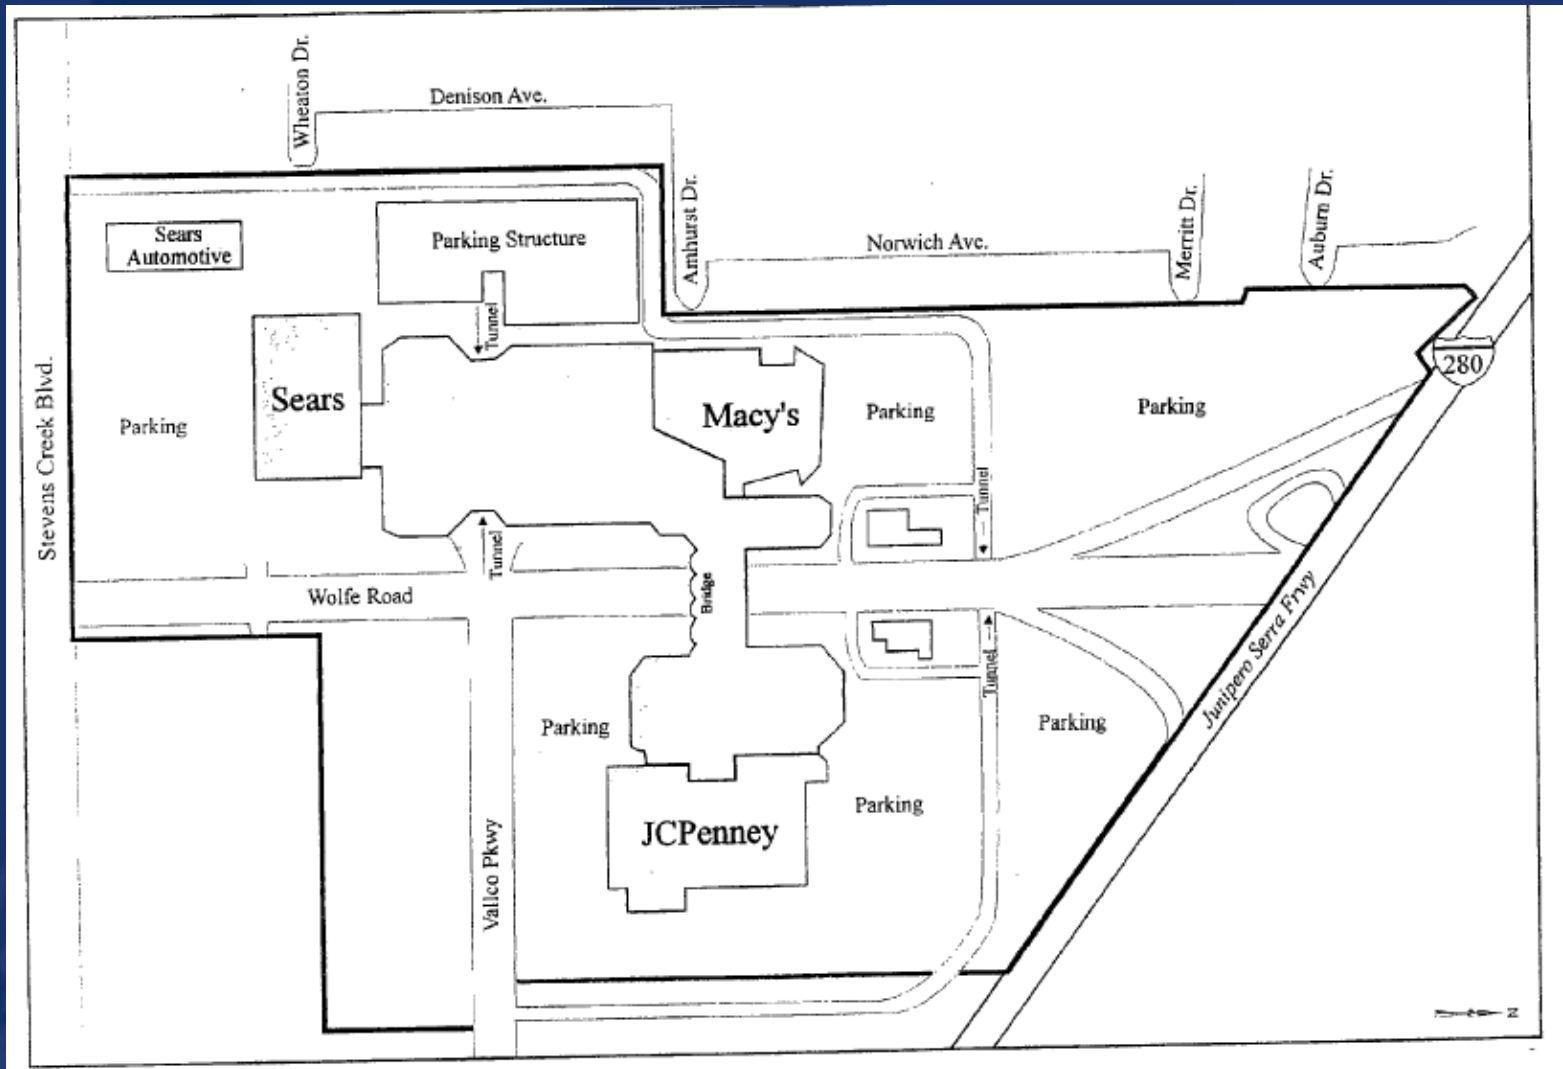 Wheaton Dr.
Denison Ave.
Amhurst Dr.
Norwich Ave.
Merritt Dr.
Auburn Dr.
Sears
Automotive
Parking Structure
Tunnel
Stevens Creek Blvd.
Parking
Sears
Macy's
Parking
Parking
280
Tunnel
Tunnel
Wolfe Road
Bridge
Junipero Serra Frwy
Tunnel
Parking
Parking
Parking
JCPenney
Vallco Pkwy
N